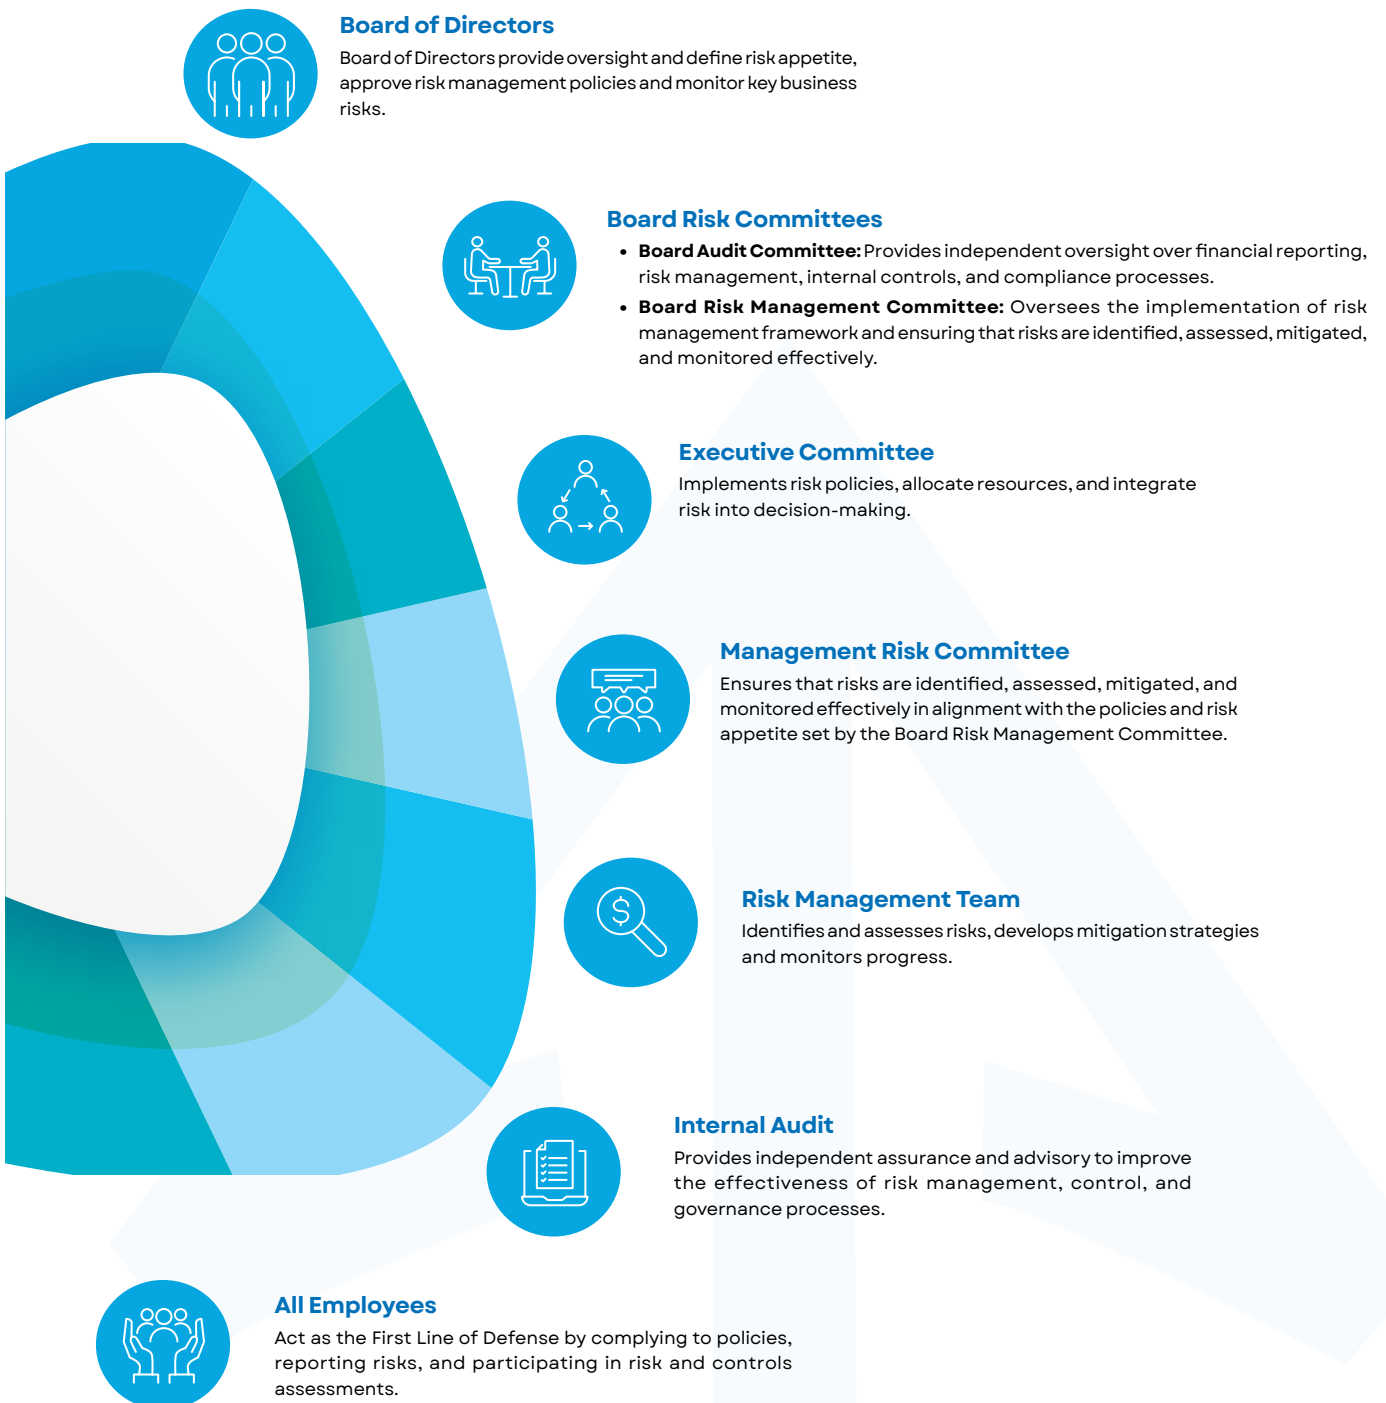 Board of Directors
Board of Directors provide oversight and define risk appetite,
approve risk management policies and monitor key business
risks.
Board Risk Committees
• Board Audit Committee: Provides independent oversight over financial reporting,
risk management, internal controls, and compliance processes.
• Board Risk Management Committee: Oversees the implementation of risk
management framework and ensuring that risks are identified, assessed, mitigated,
and monitored effectively.
Executive Committee
Implements risk policies, allocate resources, and integrate
risk into decision-making.
Management Risk Committee
Ensures that risks are identified, assessed, mitigated, and
monitored effectively in alignment with the policies and risk
appetite set by the Board Risk Management Committee.
$
Risk Management Team
Identifies and assesses risks, develops mitigation strategies
and monitors progress.
Internal Audit
Provides independent assurance and advisory to improve
the effectiveness of risk management, control, and
governance processes.
All Employees
Act as the First Line of Defense by complying to policies,
reporting risks, and participating in risk and controls
assessments.